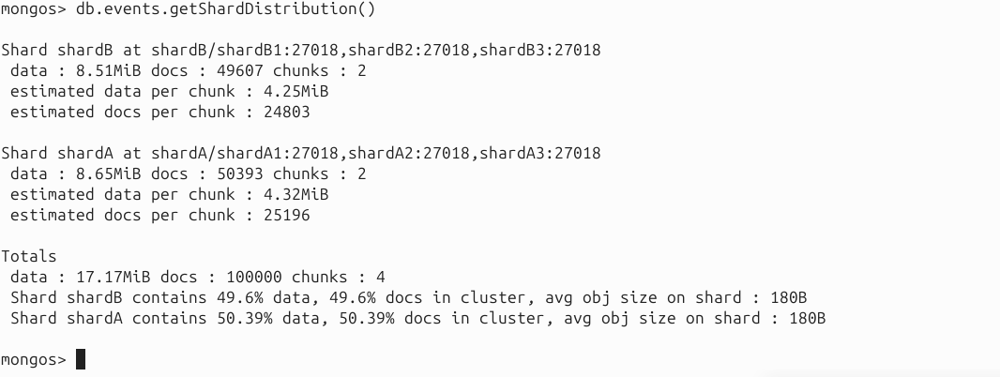 mongos> db.events.getShardDistribution()
Shard shardB at shardB/shardB1:27018,shardB2:27018,shardB3:27018
data : 8.51MiB docs : 49607 chunks : 2
estimated data per chunk : 4.25MiB
estimated docs per chunk : 24803
Shard shardA at shardA/shardA1:27018,shardA2:27018,shardA3:27018
data : 8.65MiB docs : 50393 chunks : 2
estimated data per chunk : 4.32MiB
estimated docs per chunk : 25196
Totals
data : 17.17MiB docs : 100000 chunks : 4
Shard shardB contains 49.6% data, 49.6% docs in cluster, avg obj size on shard : 180B
Shard shardA contains 50.39% data, 50.39% docs in cluster, avg obj size on shard : 180B
mongos>